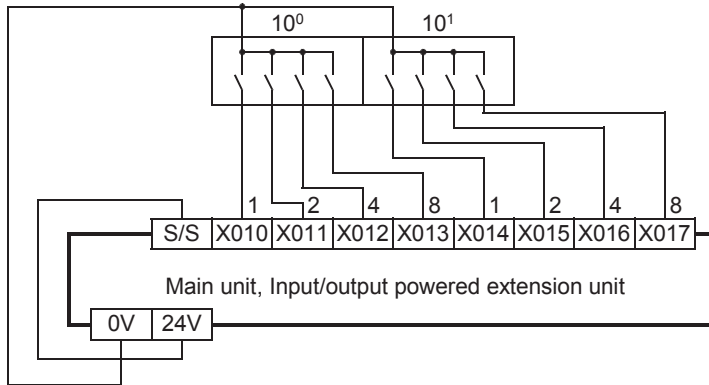 10⁰ 10¹
1 2 4 8 1 2 4 8
S/S X010 X011 X012 X013 X014 X015 X016 X017
Main unit, Input/output powered extension unit
0V 24V